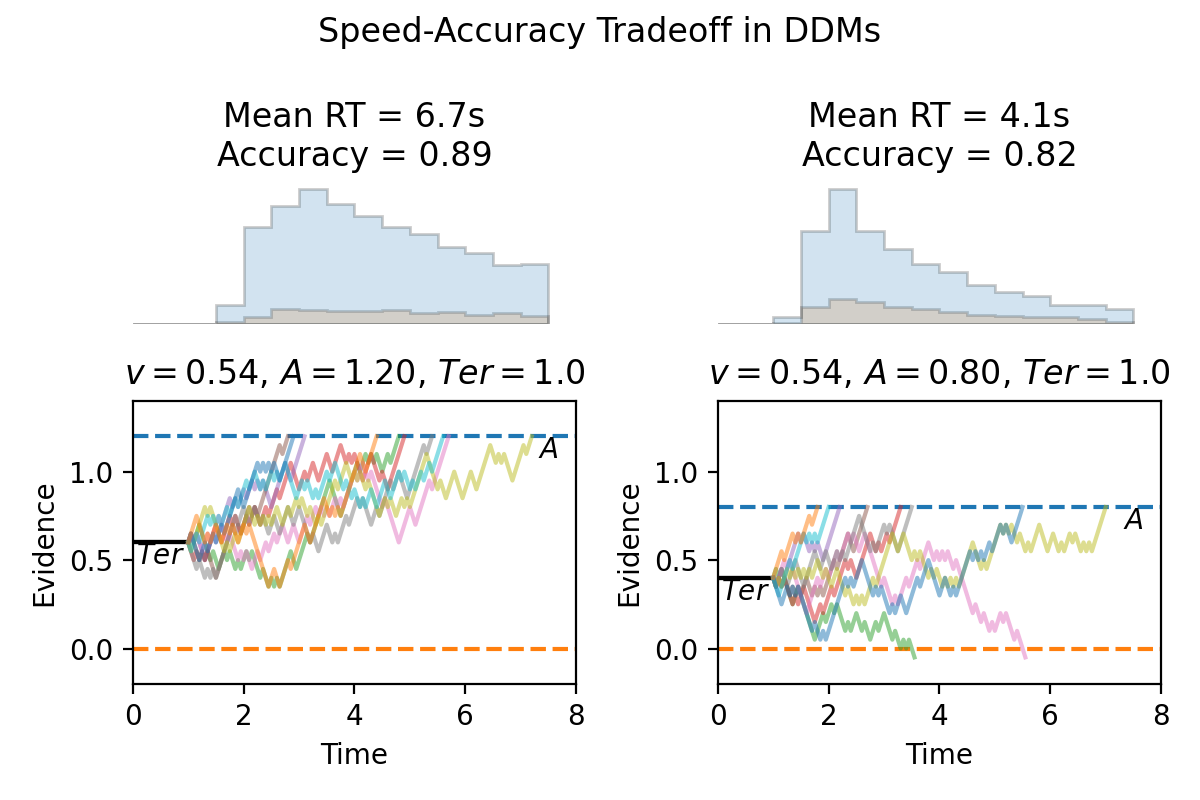 Speed-Accuracy Tradeoff in DDMs
Mean RT = 6.7s
Accuracy = 0.89
Mean RT = 4.1s
Accuracy = 0.82
v = 0.54, A = 1.20, Ter = 1.0
1.0
0.5
0.0
Evidence
Ter
A
0 2 4 6 8
Time
v = 0.54, A = 0.80, Ter = 1.0
1.0
0.5
0.0
Evidence
Ter
A
0 2 4 6 8
Time